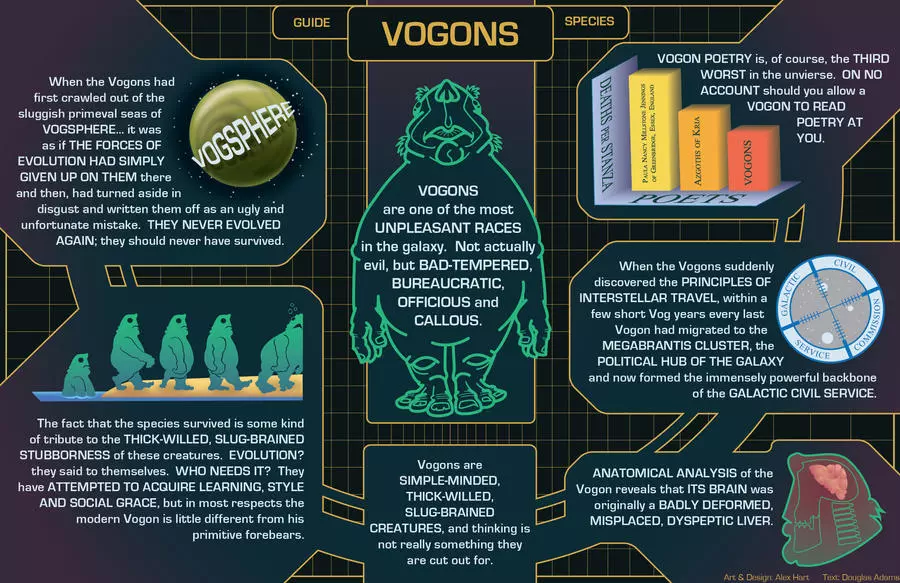 GUIDE
VOGONS
SPECIES
When the Vogons had
first crawled out of the
sluggish primeval seas of
VOGSPHERE... it was
as if THE FORCES OF
EVOLUTION HAD SIMPLY
GIVEN UP ON THEM there
and then, had turned aside in
disgust and written them off as an ugly and
unfortunate mistake. THEY NEVER EVOLVED
AGAIN; they should never have survived.
VOGSPHERE
The fact that the species survived is some kind
of tribute to the THICK-WILLED, SLUG-BRAINED
STUBBORNESS of these creatures. EVOLUTION?
they said to themselves. WHO NEEDS IT? They
have ATTEMPTED TO ACQUIRE LEARNING, STYLE
AND SOCIAL GRACE, but in most respects the
modern Vogon is little different from his
primitive forebears.
VOGONS
are one of the most
UNPLEASANT RACES
in the galaxy. Not actually
evil, but BAD-TEMPERED,
BUREAUCRATIC,
OFFICIOUS and
CALLOUS.
Vogons are
SIMPLE-MINDED,
THICK-WILLED,
SLUG-BRAINED
CREATURES, and thinking is
not really something they
are cut out for.
VOGON POETRY is, of course, the THIRD
WORST in the unvierse. ON NO
ACCOUNT should you allow a
VOGON TO READ
POETRY AT
YOU.
DEATHS PER STANZA
Paula Nancy Millstone Jennings
of Greenbridge, Essex, England
Azgoths of Kria
VOGONS
POETS
When the Vogons suddenly
discovered the PRINCIPLES OF
INTERSTELLAR TRAVEL, within a
few short Vog years every last
Vogon had migrated to the
MEGABRANTIS CLUSTER, the
POLITICAL HUB OF THE GALAXY
and now formed the immensely powerful backbone
of the GALACTIC CIVIL SERVICE.
GALACTIC
CIVIL
SERVICE
COMMISSION
ANATOMICAL ANALYSIS of the
Vogon reveals that ITS BRAIN was
originally a BADLY DEFORMED,
MISPLACED, DYSPEPTIC LIVER.
Art & Design: Alex Hart Text: Douglas Adams